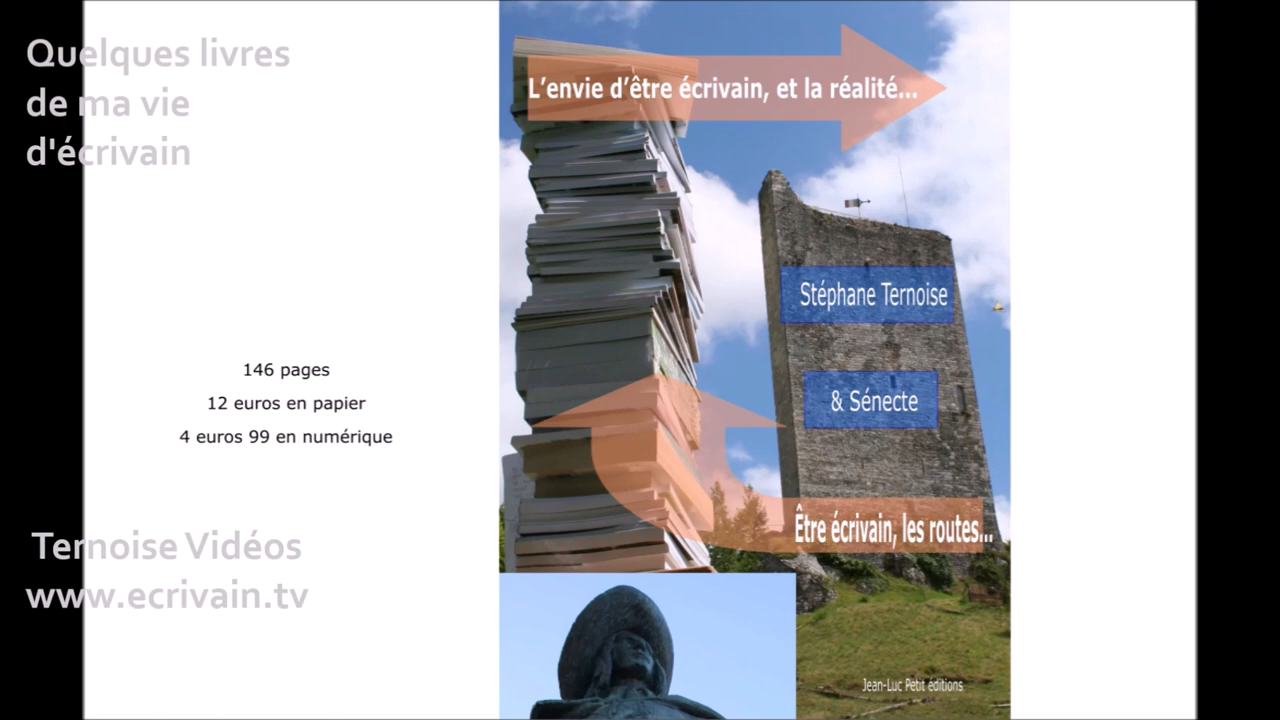 Quelques livres
de ma vie
d'écrivain
L'envie d'être écrivain, et la réalité...
Stéphane Ternoise
& Sénecte
146 pages
12 euros en papier
4 euros 99 en numérique
Être écrivain, les routes...
Ternoise Vidéos
www.ecrivain.tv
Jean-Luc Petit éditions